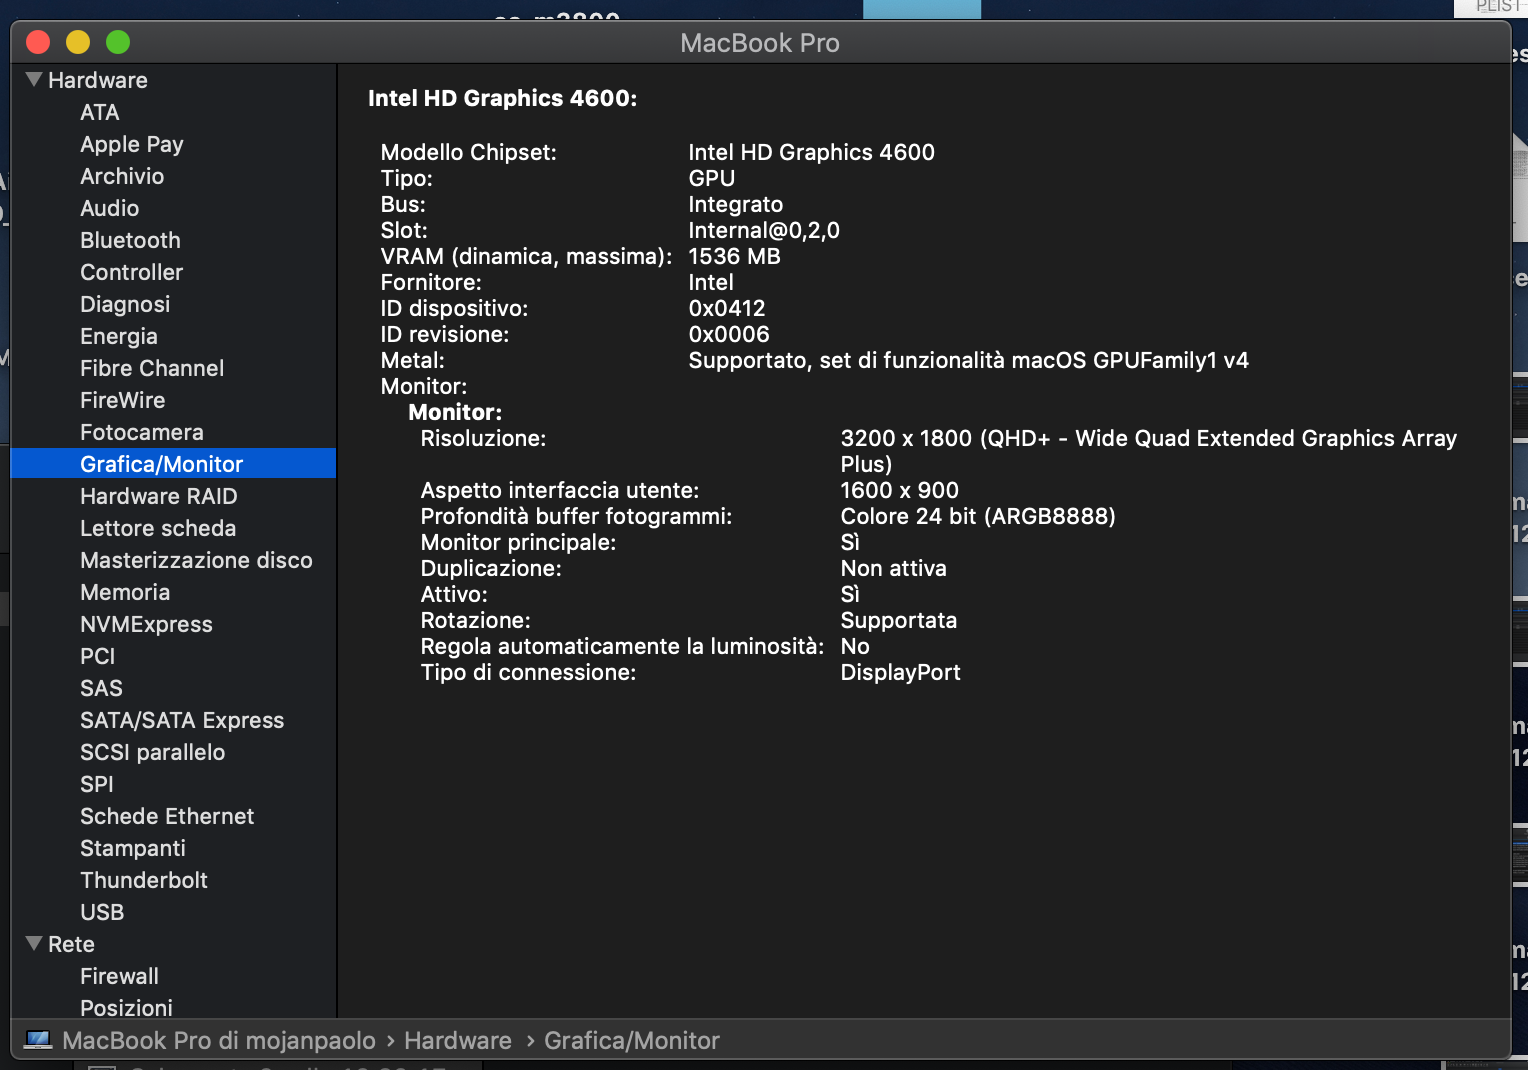 PLIST
MacBook Pro
Hardware
ATA
Apple Pay
Archivio
Audio
Bluetooth
Controller
Diagnosi
Energia
Fibre Channel
FireWire
Fotocamera
Grafica/Monitor
Hardware RAID
Lettore scheda
Masterizzazione disco
Memoria
NVMExpress
PCI
SAS
SATA/SATA Express
SCSI parallelo
SPI
Schede Ethernet
Stampanti
Thunderbolt
USB
Rete
Firewall
Posizioni
Intel HD Graphics 4600:
Modello Chipset: Intel HD Graphics 4600
Tipo: GPU
Bus: Integrato
Slot: Internal@0,2,0
VRAM (dinamica, massima): 1536 MB
Fornitore: Intel
ID dispositivo: 0x0412
ID revisione: 0x0006
Metal: Supportato, set di funzionalità macOS GPUFamily1 v4
Monitor:
Monitor:
Risoluzione: 3200 x 1800 (QHD+ - Wide Quad Extended Graphics Array
Plus)
Aspetto interfaccia utente: 1600 x 900
Profondità buffer fotogrammi: Colore 24 bit (ARGB8888)
Monitor principale: Sì
Duplicazione: Non attiva
Attivo: Sì
Rotazione: Supportata
Regola automaticamente la luminosità: No
Tipo di connessione: DisplayPort
MacBook Pro di mojanpaolo › Hardware › Grafica/Monitor